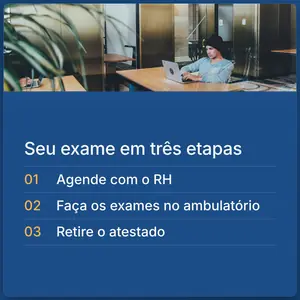 Seu exame em três etapas
01 Agende com o RH
02 Faça os exames no ambulatório
03 Retire o atestado